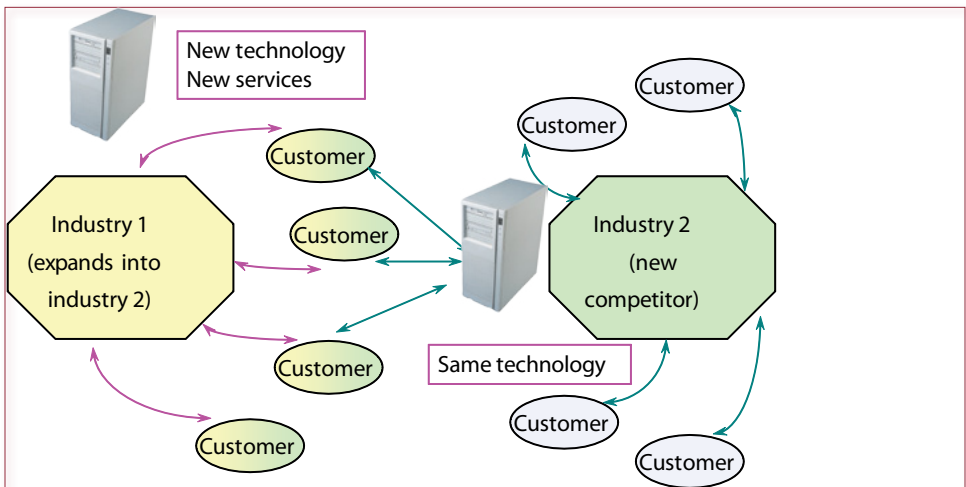 New technology
New services
Customer
Customer
Customer
Industry 1
(expands into
industry 2)
Customer
Customer
Industry 2
(new
competitor)
Customer
Same technology
Customer
Customer
Customer